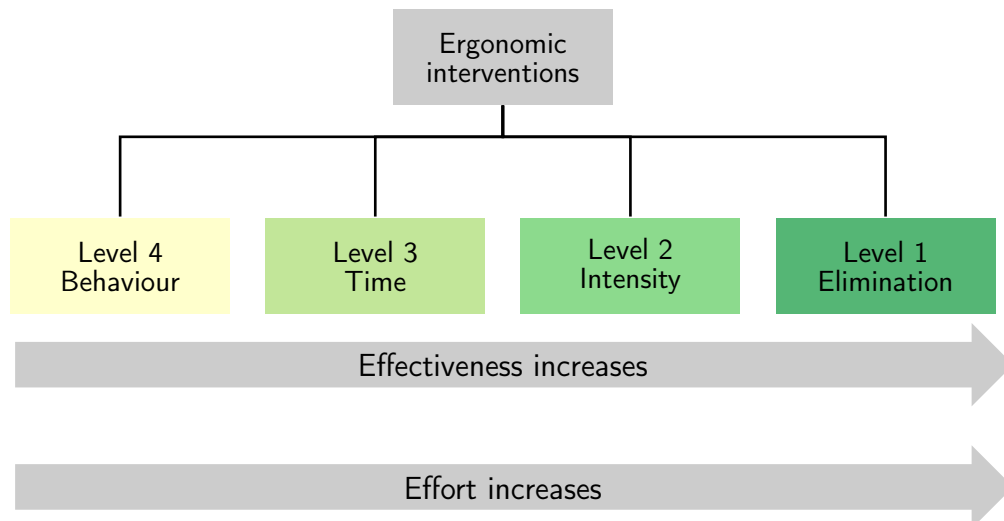 Ergonomic
interventions
Level 4
Behaviour
Level 3
Time
Level 2
Intensity
Level 1
Elimination
Effectiveness increases
Effort increases